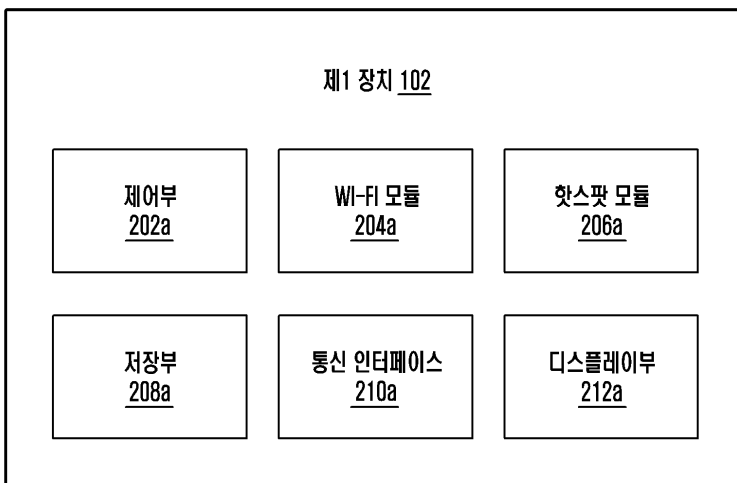 제1 장치 102
제어부
202a
WI-FI 모듈
204a
핫스팟 모듈
206a
저장부
208a
통신 인터페이스
210a
디스플레이부
212a